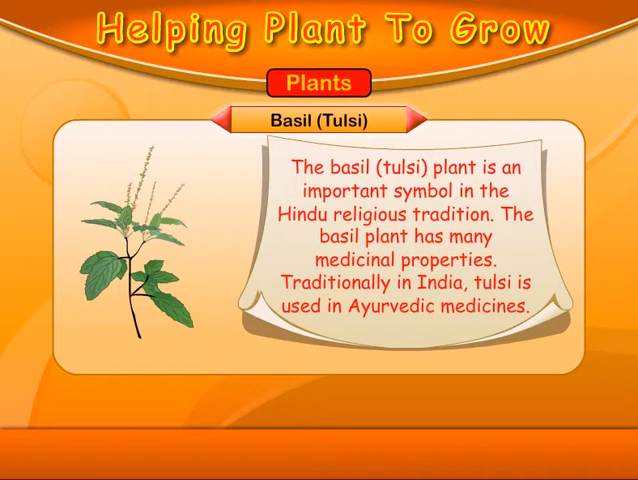 Helping Plant To Grow
Plants
Basil (Tulsi)
The basil (tulsi) plant is an
important symbol in the
Hindu religious tradition. The
basil plant has many
medicinal properties.
Traditionally in India, tulsi is
used in Ayurvedic medicines.